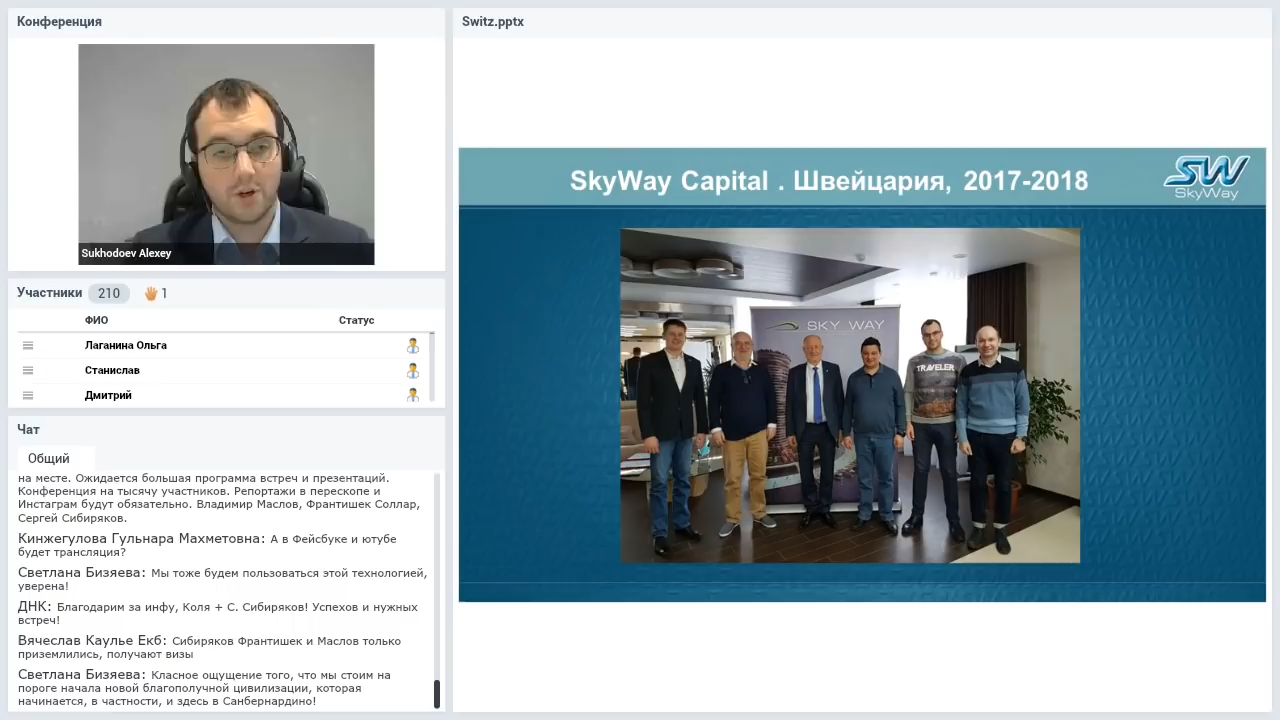 Конференция
Sukhodoev Alexey
Участники 210 1
ФИО Статус
Лаганина Ольга
Станислав
Дмитрий
Чат
Общий
на месте. Ожидается большая программа встреч и презентаций.
Конференция на тысячу участников. Репортажи в перескопе и
Инстаграм будут обязательно. Владимир Маслов, Франтишек Соллар,
Сергей Сибиряков.
Кинжегулова Гульнара Махметовна: А в Фейсбуке и ютубе
будет трансляция?
Светлана Бизяева: Мы тоже будем пользоваться этой технологией,
уверена!
ДНК: Благодарим за инфу, Коля + С. Сибиряков! Успехов и нужных
встреч!
Вячеслав Каулье Екб: Сибиряков Франтишек и Маслов только
приземлились, получают визы
Светлана Бизяева: Класное ощущение того, что мы стоим на
пороге начала новой благополучной цивилизации, которая
начинается, в частности, и здесь в Санбернардино!
Switz.pptx
SkyWay Capital . Швейцария, 2017-2018
SW
SkyWay
SKY WAY
TRAVELER